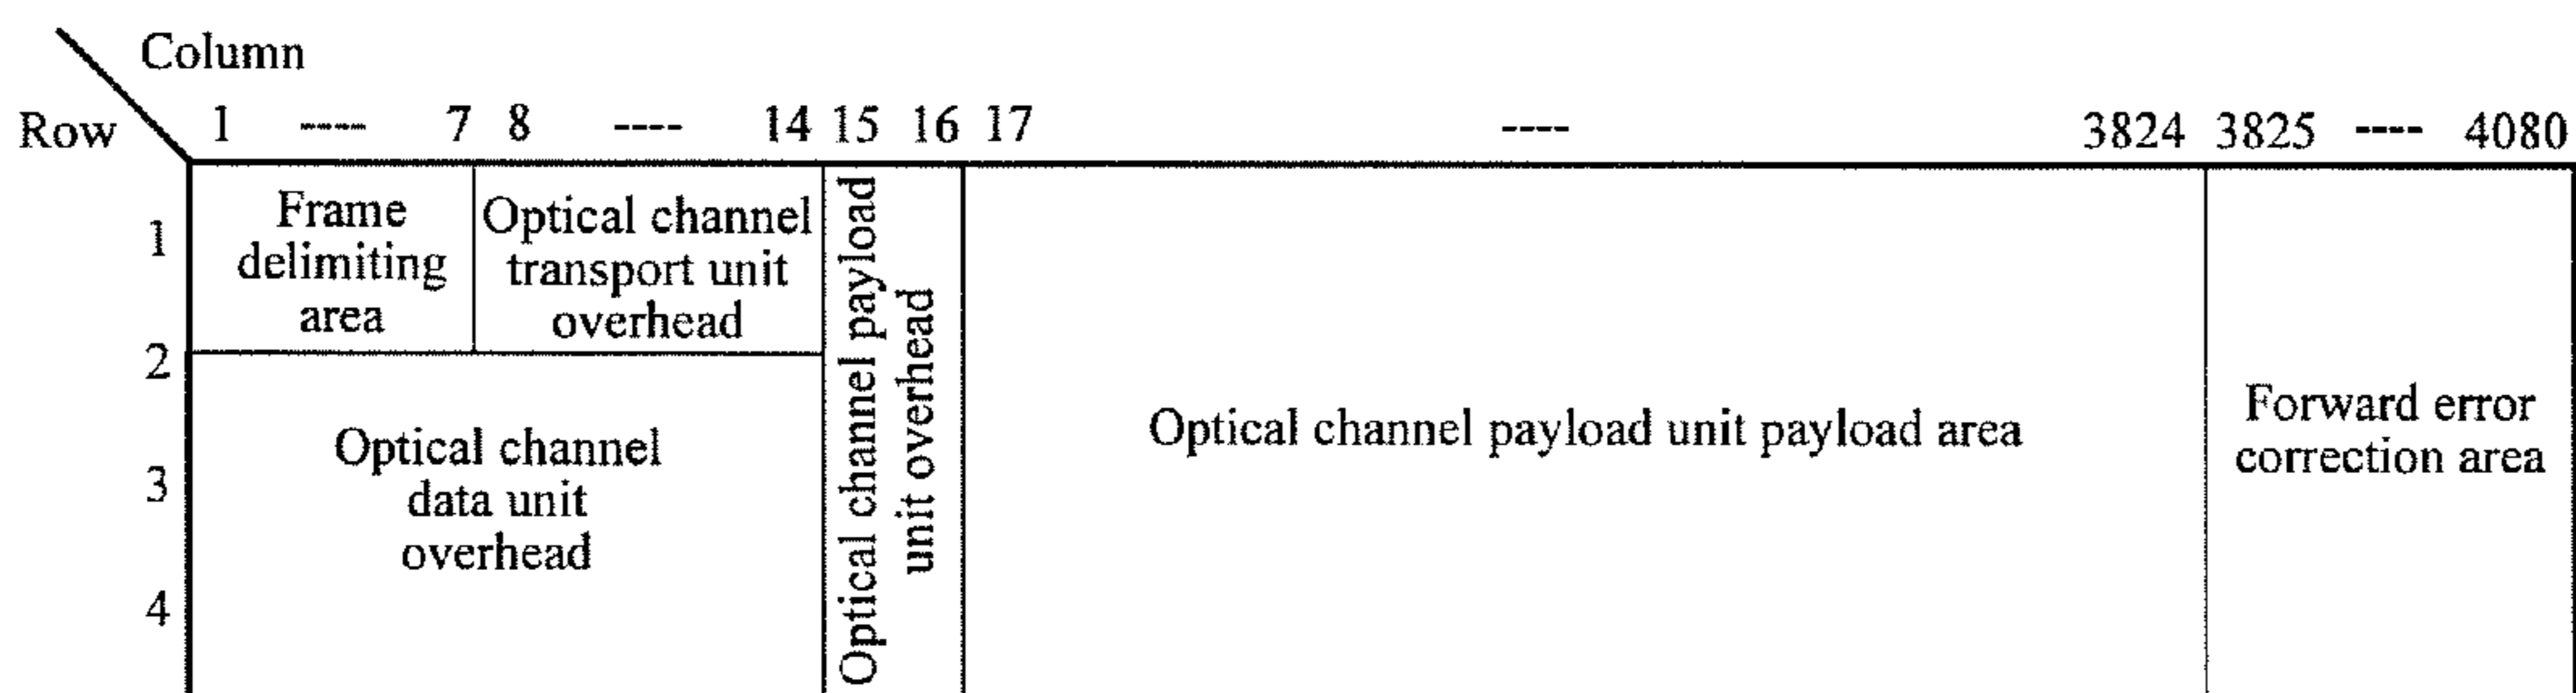 Column
Row 1 ---- 7 8 ---- 14 15 16 17 ---- 3824 3825 ---- 4080
1
2
3
4
Frame
delimiting
area
Optical channel
transport unit
overhead
Optical channel
data unit
overhead
Optical channel payload
unit overhead
Optical channel payload unit payload area
Forward error
correction area